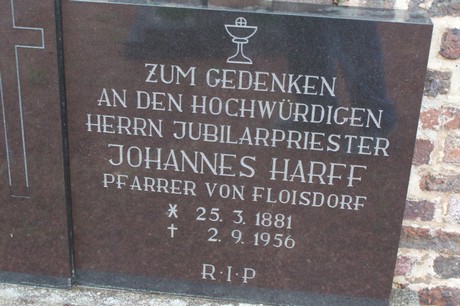 ZUM GEDENKEN
AN DEN HOCHWÜRDIGEN
HERRN JUBILARPRIESTER
JOHANNES HARFF
PFARRER VON FLOISDORF
* 25. 3. 1881
† 2. 9. 1956
R·I·P